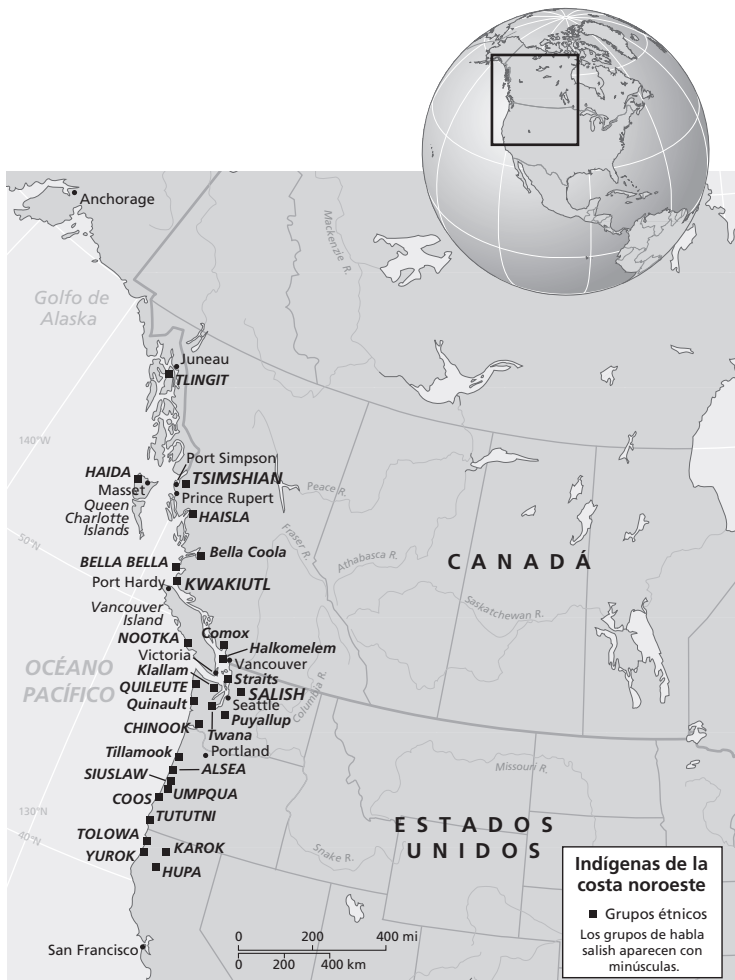 Anchorage
Mackenzie R.
Golfo de
Alaska
Juneau
TLINGIT
140°W
Port Simpson
HAIDA
TSIMSHIAN
Masset
Prince Rupert
Peace R.
Queen
Charlotte
Islands
HAISLA
50°N
Fraser R.
Bella Coola
BELLA BELLA
Athabasca R.
CANADÁ
Port Hardy
KWAKIUTL
Saskatchewan R.
Vancouver
Island
NOOTKA
Comox
Halkomelem
Victoria
Vancouver
OCÉANO
PACÍFICO
Klallam
Straits
QUILEUTE
SALISH
Columbia R.
Quinault
Seattle
Puyallup
CHINOOK
Twana
Tillamook
Portland
ALSEA
Missouri R.
SIUSLAW
UMPQUA
COOS
TUTUTNI
130°N
ESTADOS
UNIDOS
TOLOWA
40°N
KAROK
Snake R.
YUROK
HUPA
Indígenas de la
costa noroeste
Grupos étnicos
Los grupos de habla
salish aparecen con
minúsculas.
San Francisco
0 200 400 mi
0 200 400 km